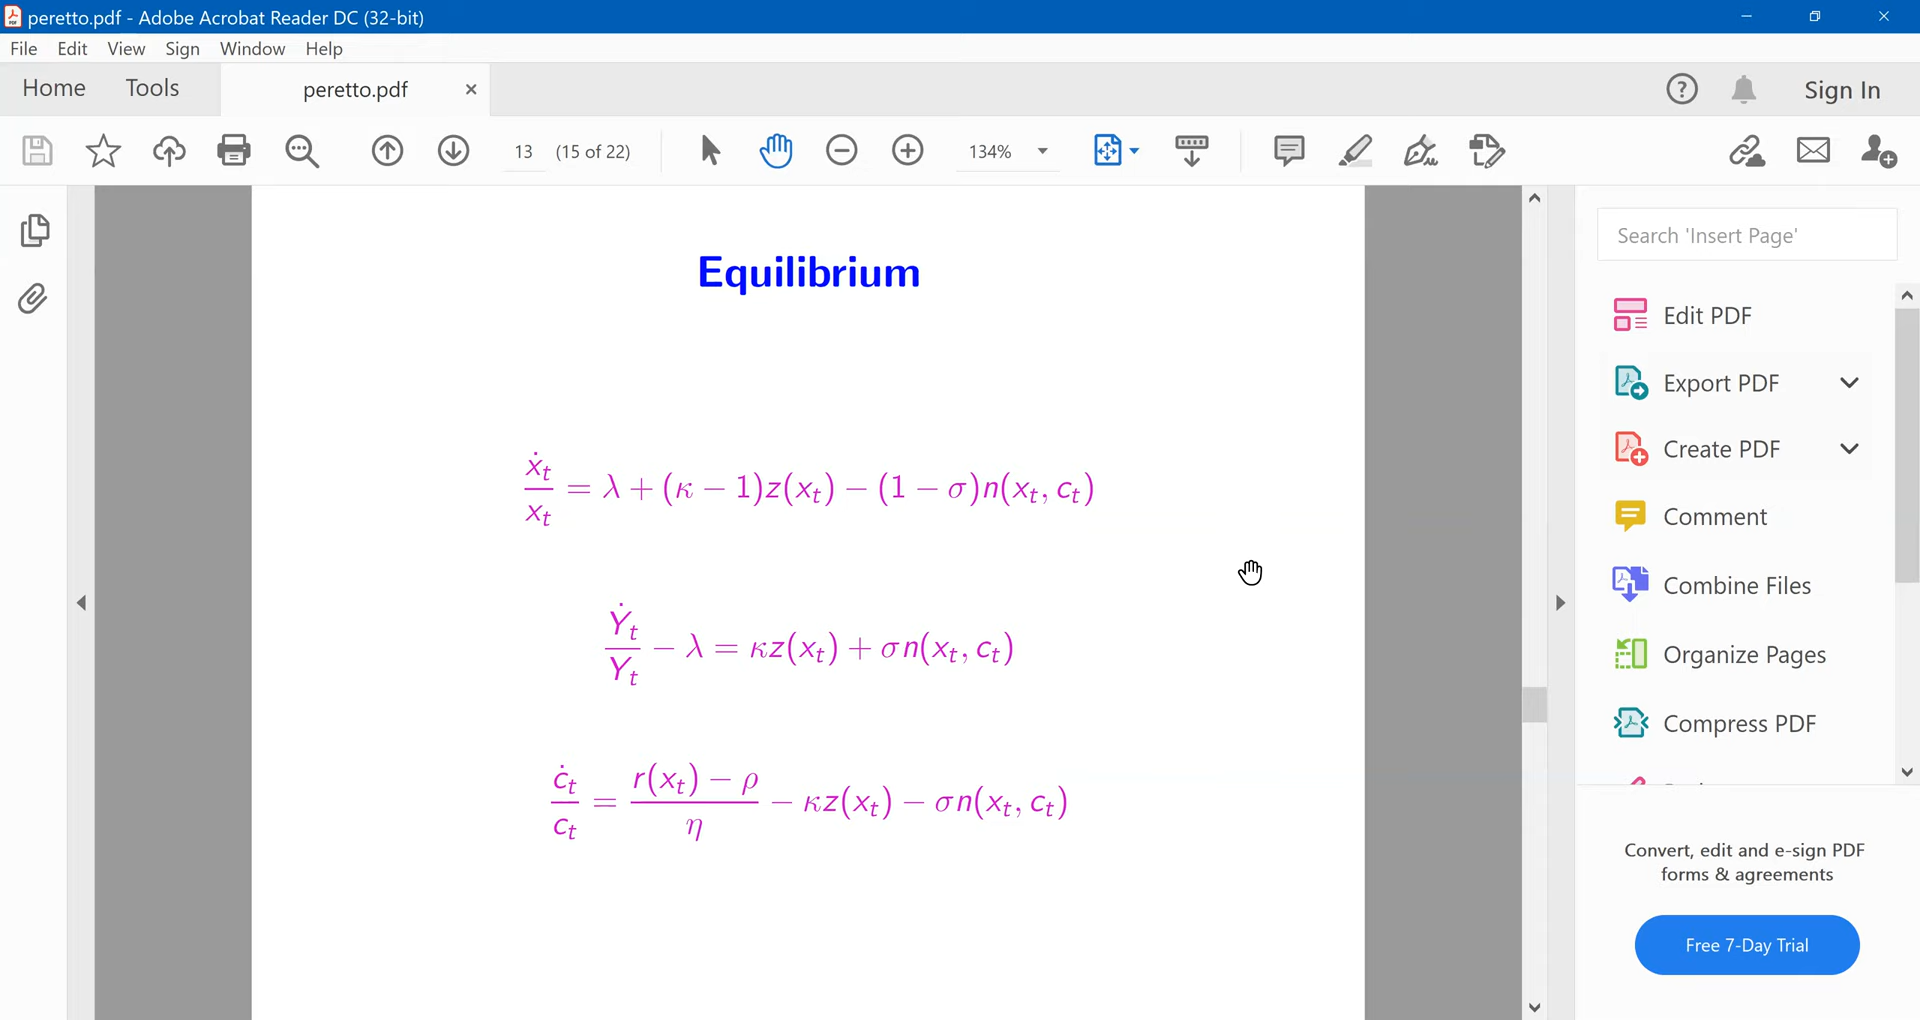 peretto.pdf - Adobe Acrobat Reader DC (32-bit)
File Edit View Sign Window Help
Home Tools peretto.pdf × Sign In
13 (15 of 22) 134%
Search 'Insert Page'
Equilibrium
Edit PDF
Export PDF
Create PDF
ẋ_t / x_t = λ + (κ − 1)z(x_t) − (1 − σ)n(x_t, c_t)
Comment
Combine Files
Ẏ_t / Y_t − λ = κz(x_t) + σn(x_t, c_t)
Organize Pages
Compress PDF
ċ_t / c_t = (r(x_t) − ρ) / η − κz(x_t) − σn(x_t, c_t)
Convert, edit and e-sign PDF
forms & agreements
Free 7-Day Trial